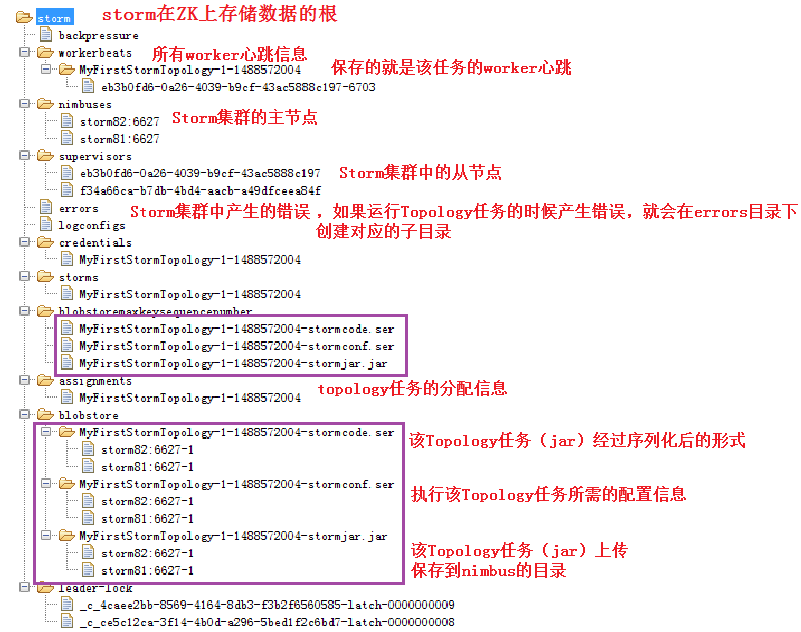 storm storm在ZK上存储数据的根
backpressure
workerbeats 所有worker心跳信息
MyFirstStormTopology-1-1488572004 保存的就是该任务的worker心跳
eb3b0fd6-0a26-4039-b9cf-43ac5888c197-6703
nimbuses
storm82:6627 Storm集群的主节点
storm81:6627
supervisors
eb3b0fd6-0a26-4039-b9cf-43ac5888c197 Storm集群中的从节点
f34a66ca-b7db-4bd4-aacb-a49dfceea84f
errors Storm集群中产生的错误 ，如果运行Topology任务的时候产生错误，就会在errors目录下
logconfigs 创建对应的子目录
credentials
MyFirstStormTopology-1-1488572004
storms
MyFirstStormTopology-1-1488572004
blobstoremaxkeysequencenumber
MyFirstStormTopology-1-1488572004-stormcode.ser
MyFirstStormTopology-1-1488572004-stormconf.ser
MyFirstStormTopology-1-1488572004-stormjar.jar
assignments topology任务的分配信息
MyFirstStormTopology-1-1488572004
blobstore
MyFirstStormTopology-1-1488572004-stormcode.ser 该Topology任务（jar）经过序列化后的形式
storm82:6627-1
storm81:6627-1
MyFirstStormTopology-1-1488572004-stormconf.ser 执行该Topology任务所需的配置信息
storm82:6627-1
storm81:6627-1
MyFirstStormTopology-1-1488572004-stormjar.jar
storm82:6627-1 该Topology任务（jar）上传
storm81:6627-1 保存到nimbus的目录
leader-lock
_c_4caee2bb-8569-4164-8db3-f3b2f6560585-latch-0000000009
_c_ce5c12ca-3f14-4b0d-a296-5bed1f2c6bd7-latch-0000000008